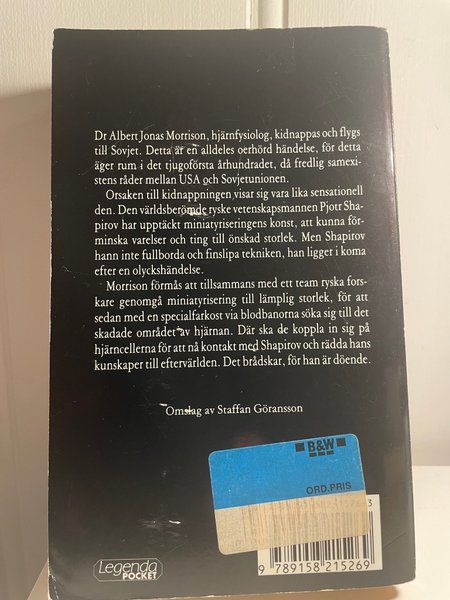 Dr Albert Jonas Morrison, hjärnfysiolog, kidnappas och flygs
till Sovjet. Detta är en alldeles oerhörd händelse, för detta
äger rum i det tjugoförsta århundradet, då fredlig samexi-
stens råder mellan USA och Sovjetunionen.
Orsaken till kidnappningen visar sig vara lika sensationell
den. Den världsberömde ryske vetenskapsmannen Pjotr Sha-
pirov har upptäckt miniatyriseringens konst, att kunna för-
minska varelser och ting till önskad storlek. Men Shapirov
hann inte fullborda och finslipa tekniken, han ligger i koma
efter en olyckshändelse.
Morrison förmås att tillsammans med ett team ryska fors-
kare genomgå miniatyrisering till lämplig storlek, för att
sedan med en specialfarkost via blodbanorna söka sig till det
skadade området av hjärnan. Där ska de koppla in sig på
hjärncellerna för att nå kontakt med Shapirov och rädda hans
kunskaper till eftervärlden. Det brådskar, för han är döende.
Omslag av Staffan Göransson
B&W
ORD.PRIS
Legenda
POCKET
9 789158 215269